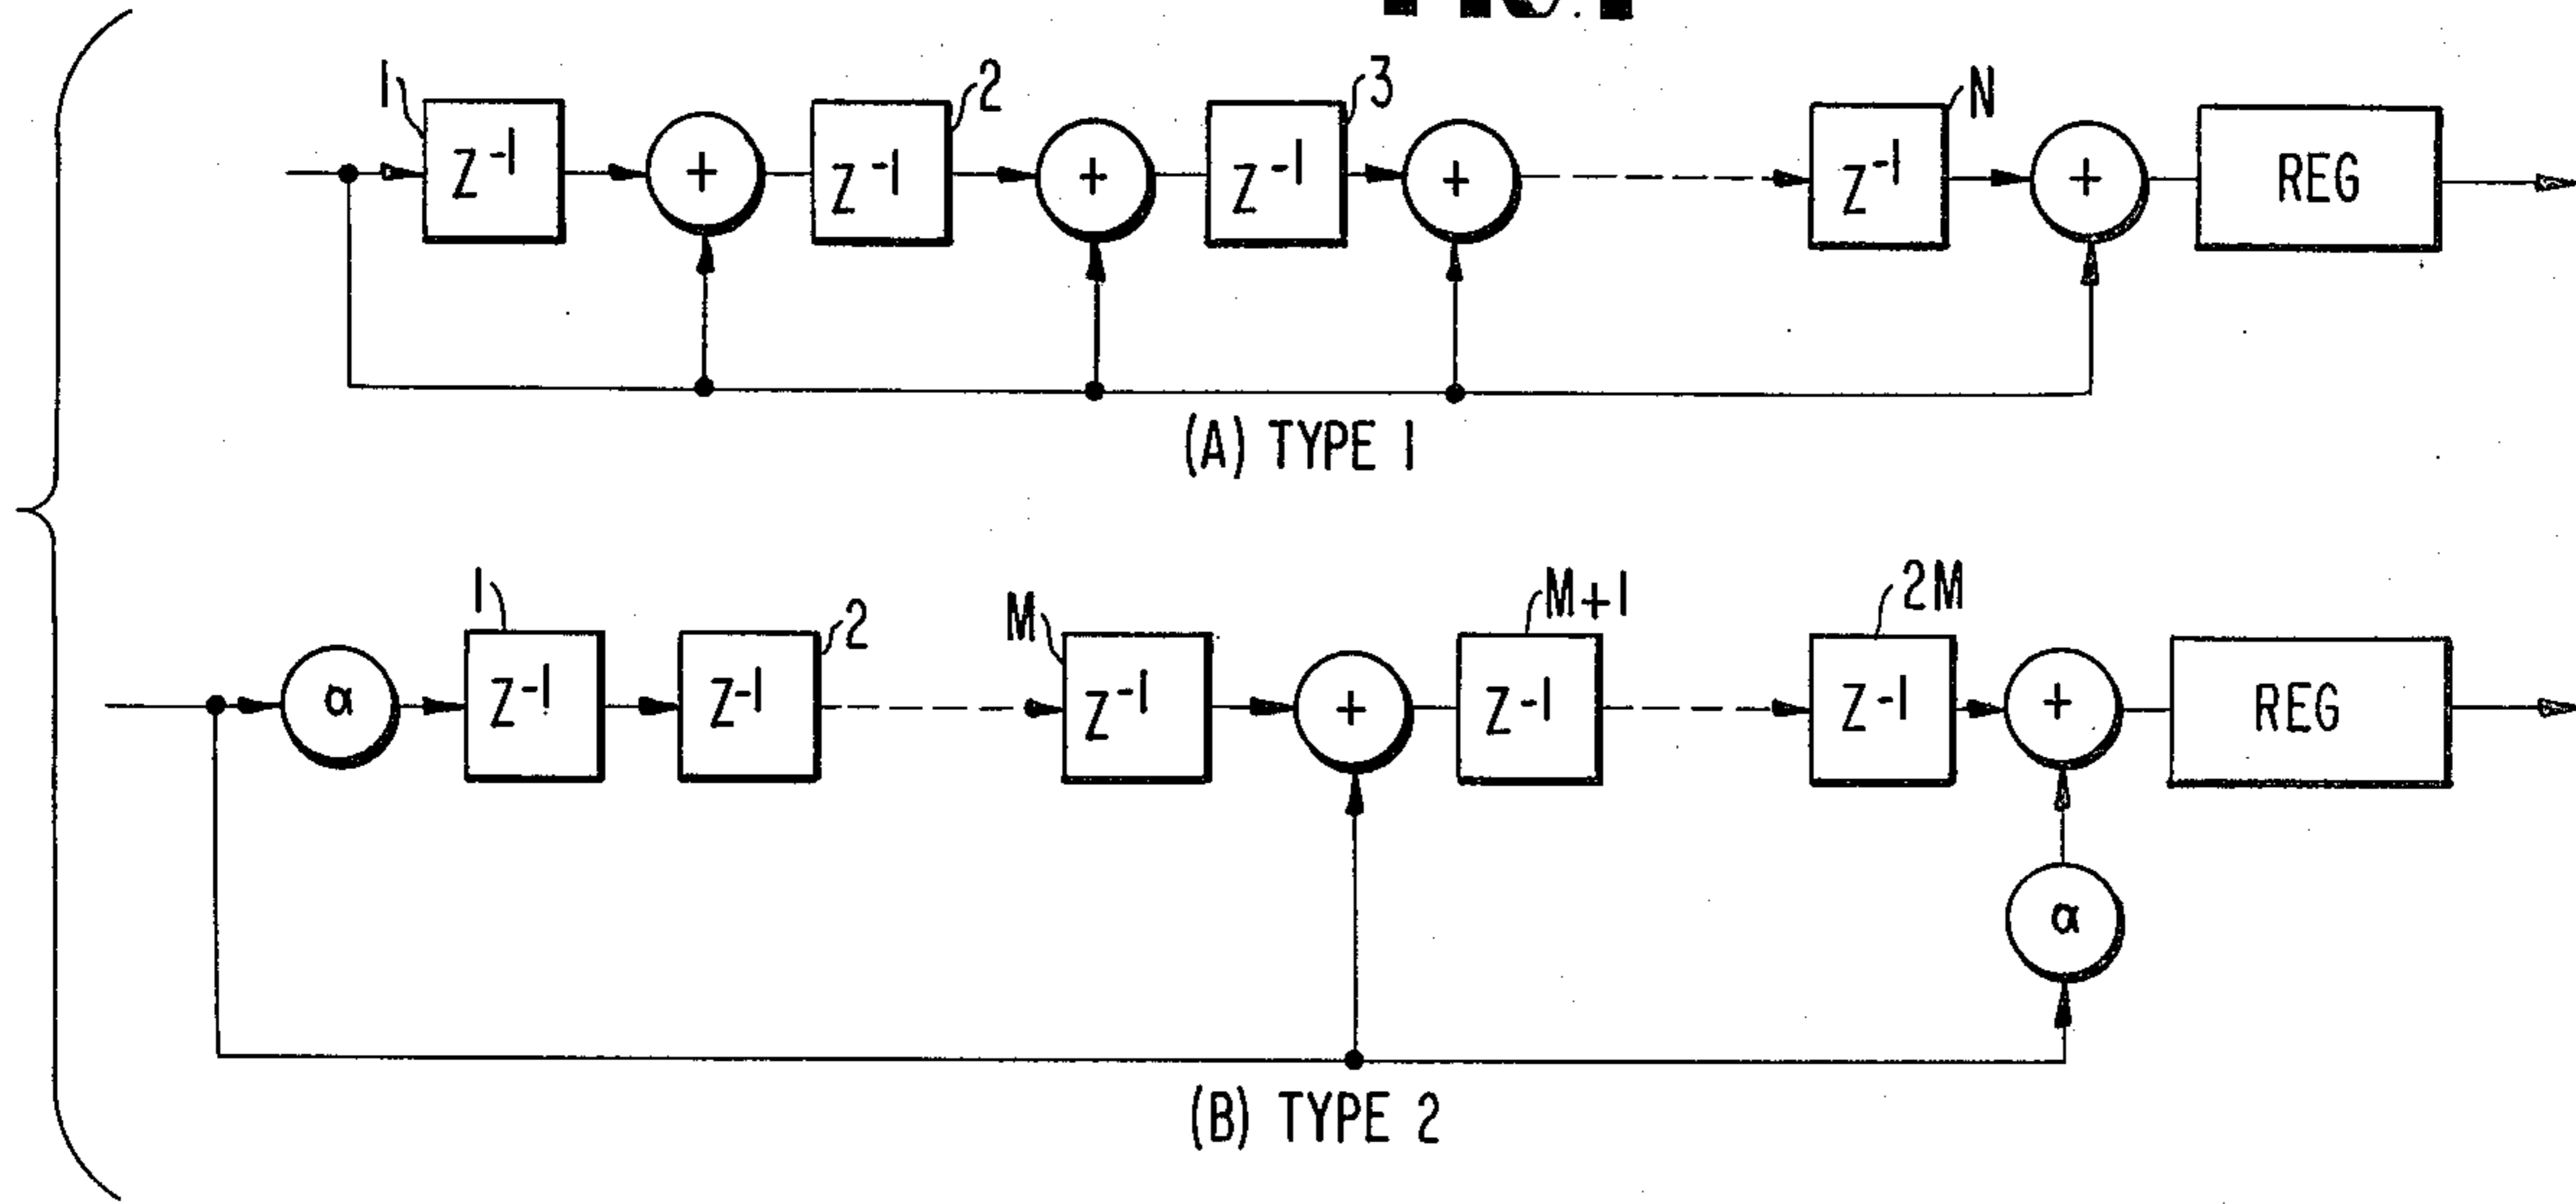 1 2 3 N
Z⁻¹ + Z⁻¹ + Z⁻¹ + Z⁻¹ + REG
(A) TYPE 1
1 2 M M+1 2M
α Z⁻¹ Z⁻¹ Z⁻¹ + Z⁻¹ Z⁻¹ + REG
α
(B) TYPE 2